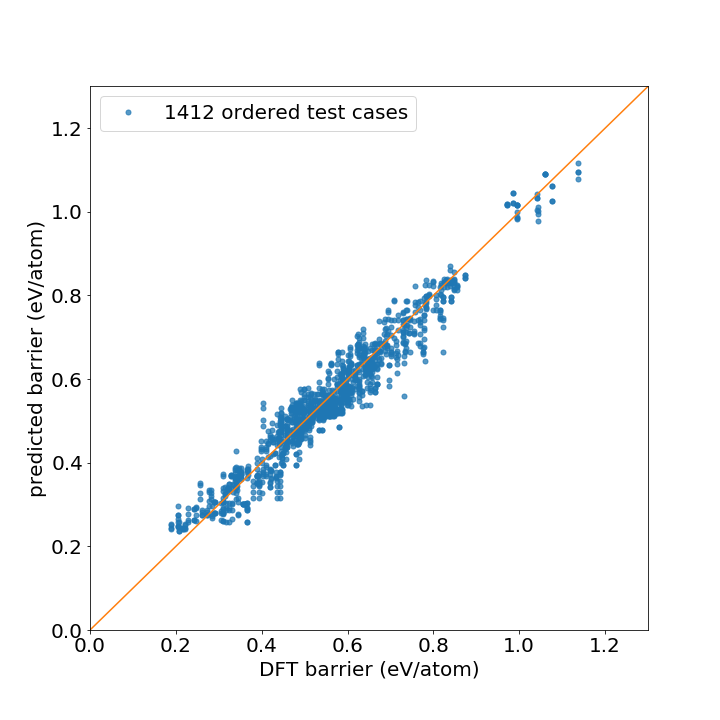 1412 ordered test cases
predicted barrier (eV/atom)
1.2
1.0
0.8
0.6
0.4
0.2
0.0
0.0 0.2 0.4 0.6 0.8 1.0 1.2
DFT barrier (eV/atom)